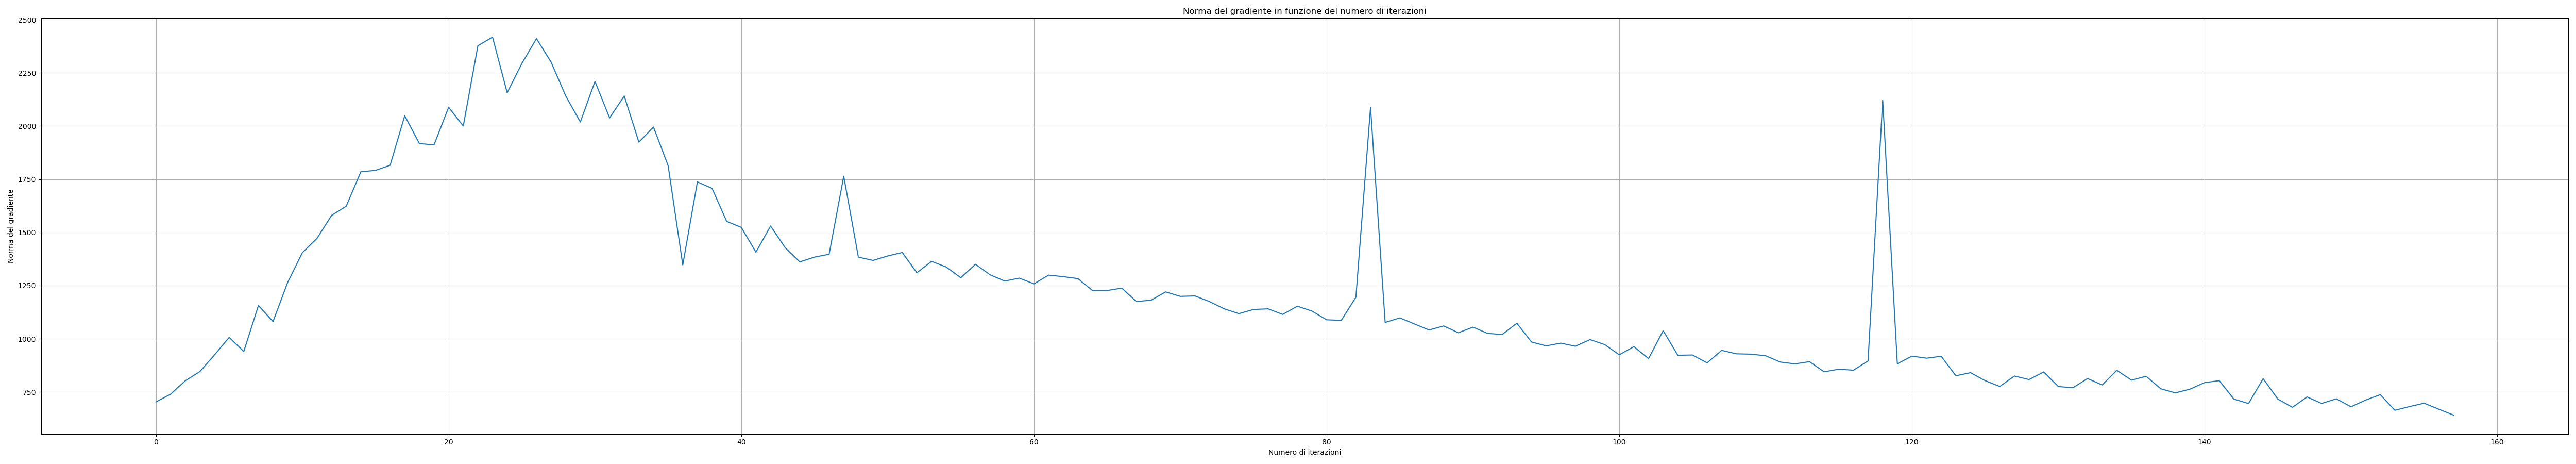 Norma del gradiente in funzione del numero di iterazioni
2500
2250
2000
1750
1500
1250
1000
750
Norma del gradiente
0 20 40 60 80 100 120 140 160
Numero di iterazioni